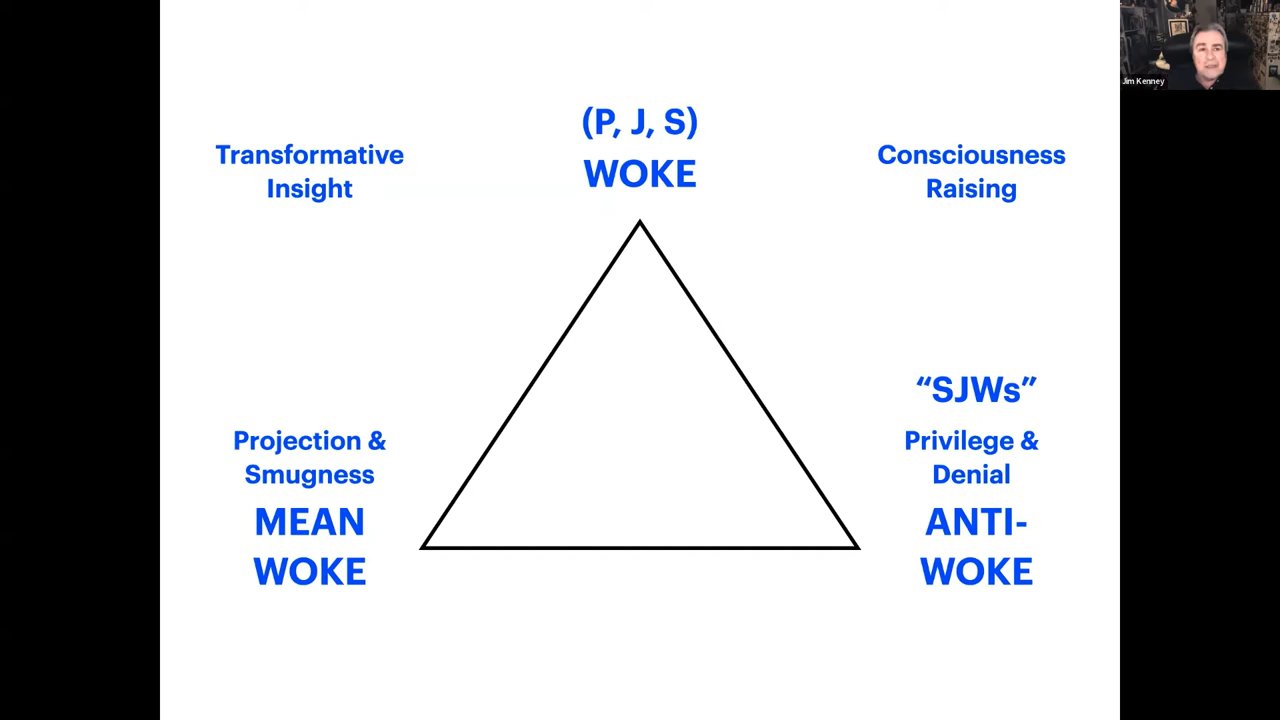 (P, J, S)
WOKE
Transformative
Insight
Consciousness
Raising
“SJWs”
Projection &
Smugness
MEAN
WOKE
Privilege &
Denial
ANTI-
WOKE
Jim Kenney